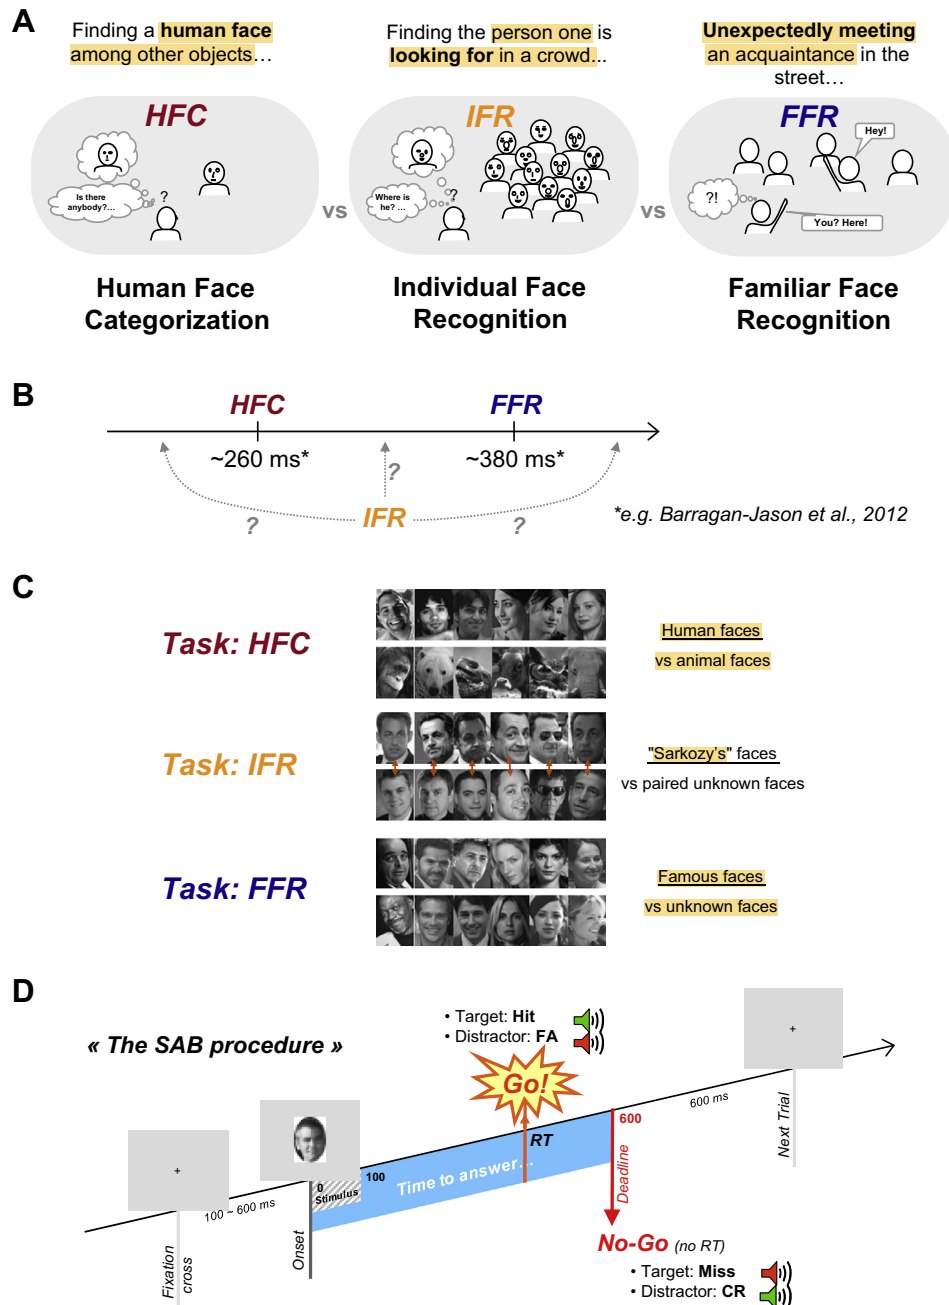 A
Finding a human face
among other objects…
Finding the person one is
looking for in a crowd...
Unexpectedly meeting
an acquaintance in the
street…
HFC
IFR
FFR
Is there
anybody?…
?
vs
Where is
he? …
?
vs
Hey!
?!
You? Here!
Human Face
Categorization
Individual Face
Recognition
Familiar Face
Recognition
B
HFC
FFR
~260 ms*
~380 ms*
?
IFR
?
?
*e.g. Barragan-Jason et al., 2012
C
Task: HFC
Human faces
vs animal faces
Task: IFR
"Sarkozy's" faces
vs paired unknown faces
Task: FFR
Famous faces
vs unknown faces
D
« The SAB procedure »
• Target: Hit
• Distractor: FA
Go!
RT
600
600 ms
Next Trial
100
0
Stimulus
Time to answer…
Deadline
100 ~ 600 ms
Onset
Fixation
cross
No-Go (no RT)
• Target: Miss
• Distractor: CR